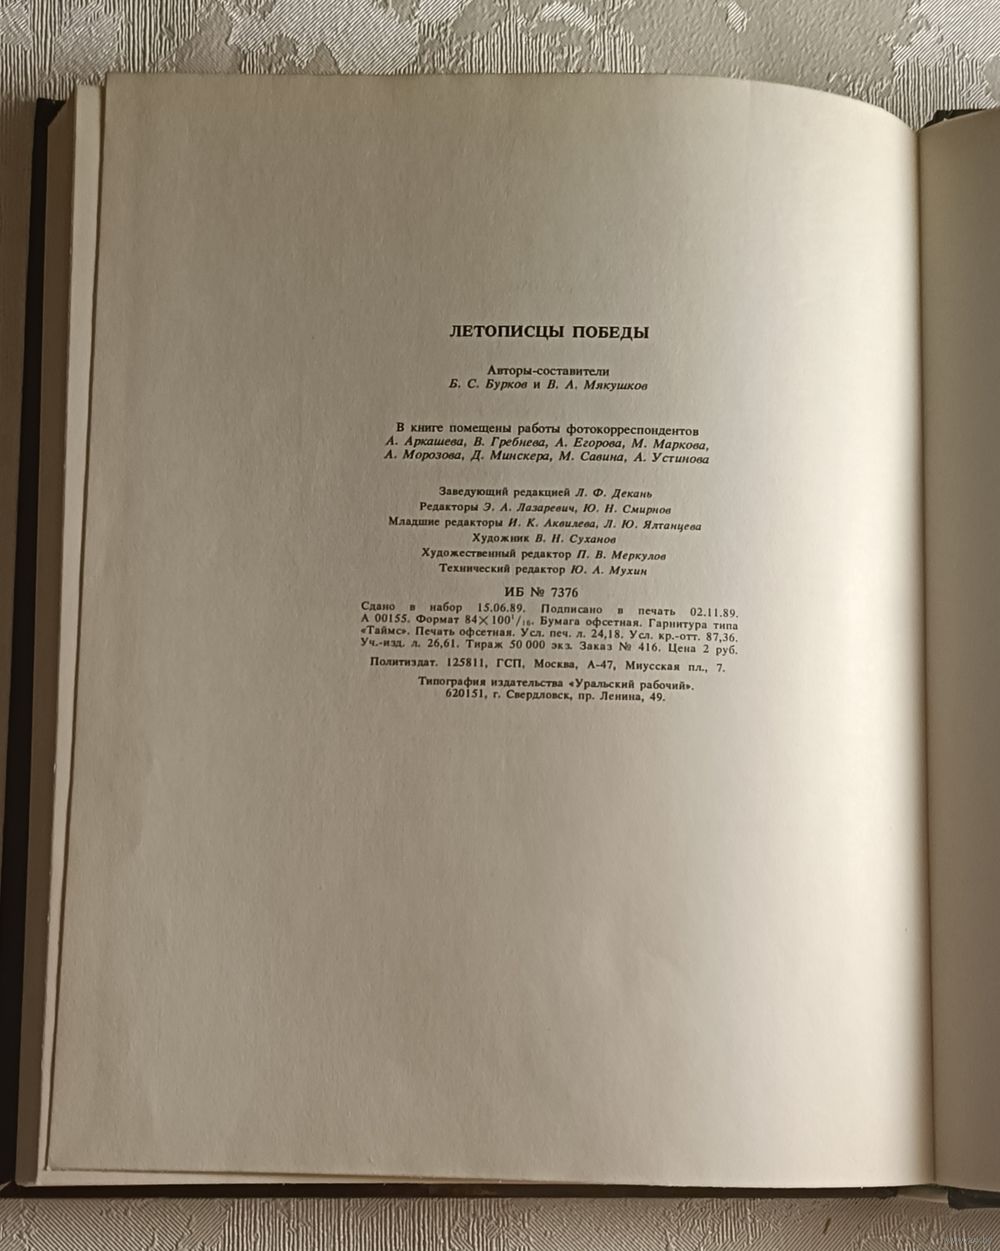 ЛЕТОПИСЦЫ ПОБЕДЫ
Авторы-составители
Б. С. Бурков и В. А. Мякушков
В книге помещены работы фотокорреспондентов
А. Аркашева, В. Гребнева, А. Егорова, М. Маркова,
А. Морозова, Д. Минскера, М. Савина, А. Устинова
Заведующий редакцией Л. Ф. Декань
Редакторы Э. А. Лазаревич, Ю. Н. Смирнов
Младшие редакторы И. К. Аквилева, Л. Ю. Ялтанцева
Художник В. Н. Суханов
Художественный редактор П. В. Меркулов
Технический редактор Ю. А. Мухин
ИБ № 7376
Сдано в набор 15.06.89. Подписано в печать 02.11.89.
А 00155. Формат 84×100¹/₁₆. Бумага офсетная. Гарнитура типа
«Таймс». Печать офсетная. Усл. печ. л. 24,18. Усл. кр.-отт. 87,36.
Уч.-изд. л. 26,61. Тираж 50 000 экз. Заказ № 416. Цена 2 руб.
Политиздат. 125811, ГСП, Москва, А-47, Миусская пл., 7.
Типография издательства «Уральский рабочий».
620151, г. Свердловск, пр. Ленина, 49.